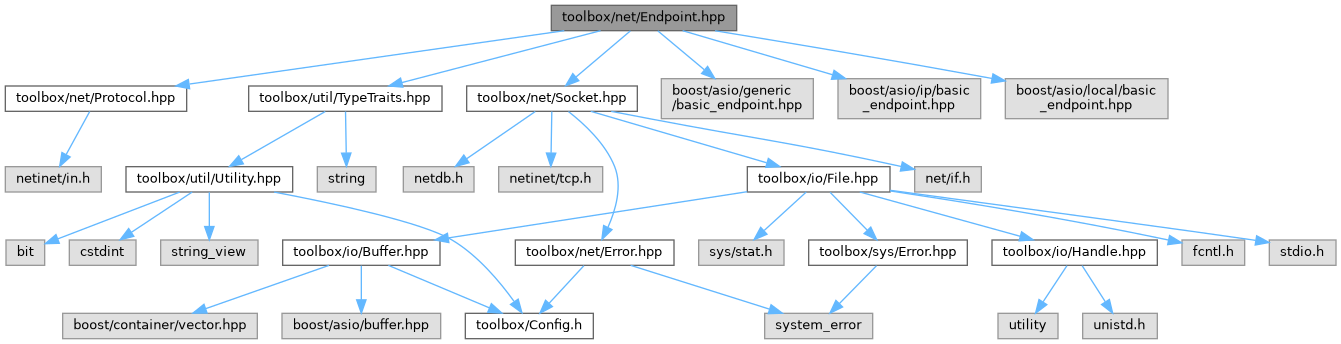 toolbox/net/Endpoint.hpp
toolbox/net/Protocol.hpp
toolbox/util/TypeTraits.hpp
toolbox/net/Socket.hpp
boost/asio/generic
/basic_endpoint.hpp
boost/asio/ip/basic
_endpoint.hpp
boost/asio/local/basic
_endpoint.hpp
netinet/in.h
toolbox/util/Utility.hpp
string
netdb.h
netinet/tcp.h
toolbox/io/File.hpp
net/if.h
bit
cstdint
string_view
toolbox/io/Buffer.hpp
toolbox/net/Error.hpp
sys/stat.h
toolbox/sys/Error.hpp
toolbox/io/Handle.hpp
fcntl.h
stdio.h
boost/container/vector.hpp
boost/asio/buffer.hpp
toolbox/Config.h
system_error
utility
unistd.h